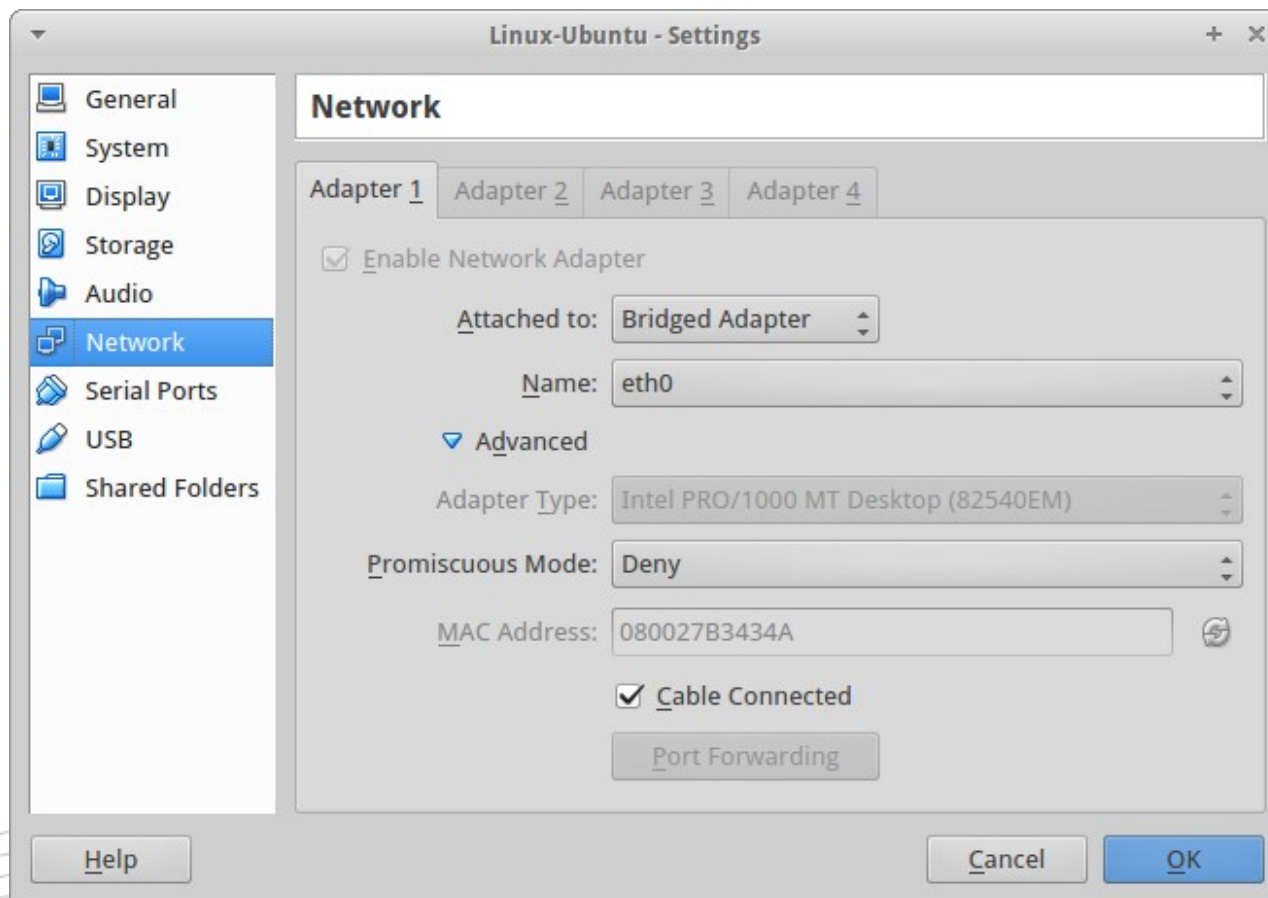 Linux-Ubuntu - Settings
General
System
Display
Storage
Audio
Network
Serial Ports
USB
Shared Folders
Network
Adapter 1 Adapter 2 Adapter 3 Adapter 4
Enable Network Adapter
Attached to: Bridged Adapter
Name: eth0
Advanced
Adapter Type: Intel PRO/1000 MT Desktop (82540EM)
Promiscuous Mode: Deny
MAC Address: 080027B3434A
Cable Connected
Port Forwarding
Help Cancel OK